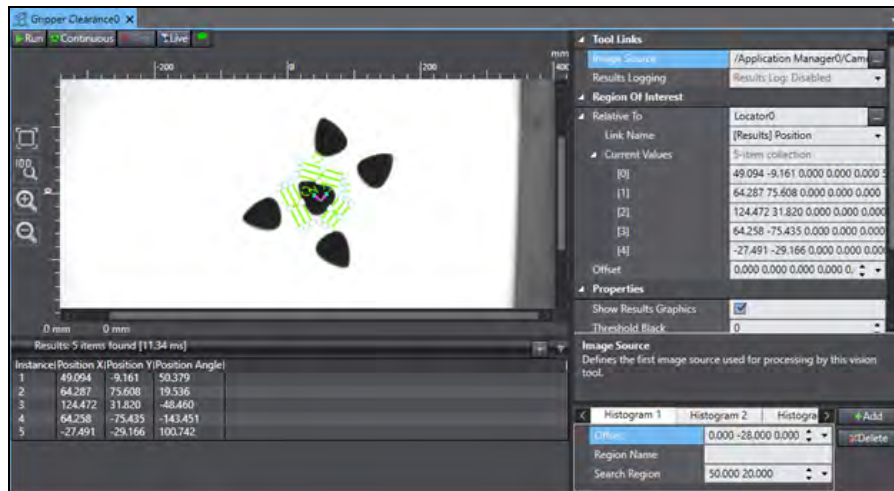 Gripper Clearance0 X
Run Continuous Live
mm
-200 0 200 400
0
0 mm 0 mm
Results: 5 items found [11.34 ms]
Instance Position X Position Y Position Angle
1 49.094 -9.161 50.379
2 64.287 75.608 19.536
3 124.472 31.820 -48.460
4 64.258 -75.435 -143.451
5 -27.491 -29.166 100.742
Tool Links
Image Source /Application Manager0/Cam
Results Logging Results Log: Disabled
Region Of Interest
Relative To Locator0
Link Name [Results] Position
Current Values 5-item collection
[0] 49.094 -9.161 0.000 0.000 0.000
[1] 64.287 75.608 0.000 0.000 0.000
[2] 124.472 31.820 0.000 0.000 0.000
[3] 64.258 -75.435 0.000 0.000 0.000
[4] -27.491 -29.166 0.000 0.000 0.000
Offset 0.000 0.000 0.000 0.000 0.
Properties
Show Results Graphics
Threshold Black 0
Image Source
Defines the first image source used for processing by this vision
tool.
Histogram 1 Histogram 2 Histogra
Add
Offset 0.000 -28.000 0.000
Delete
Region Name
Search Region 50.000 20.000